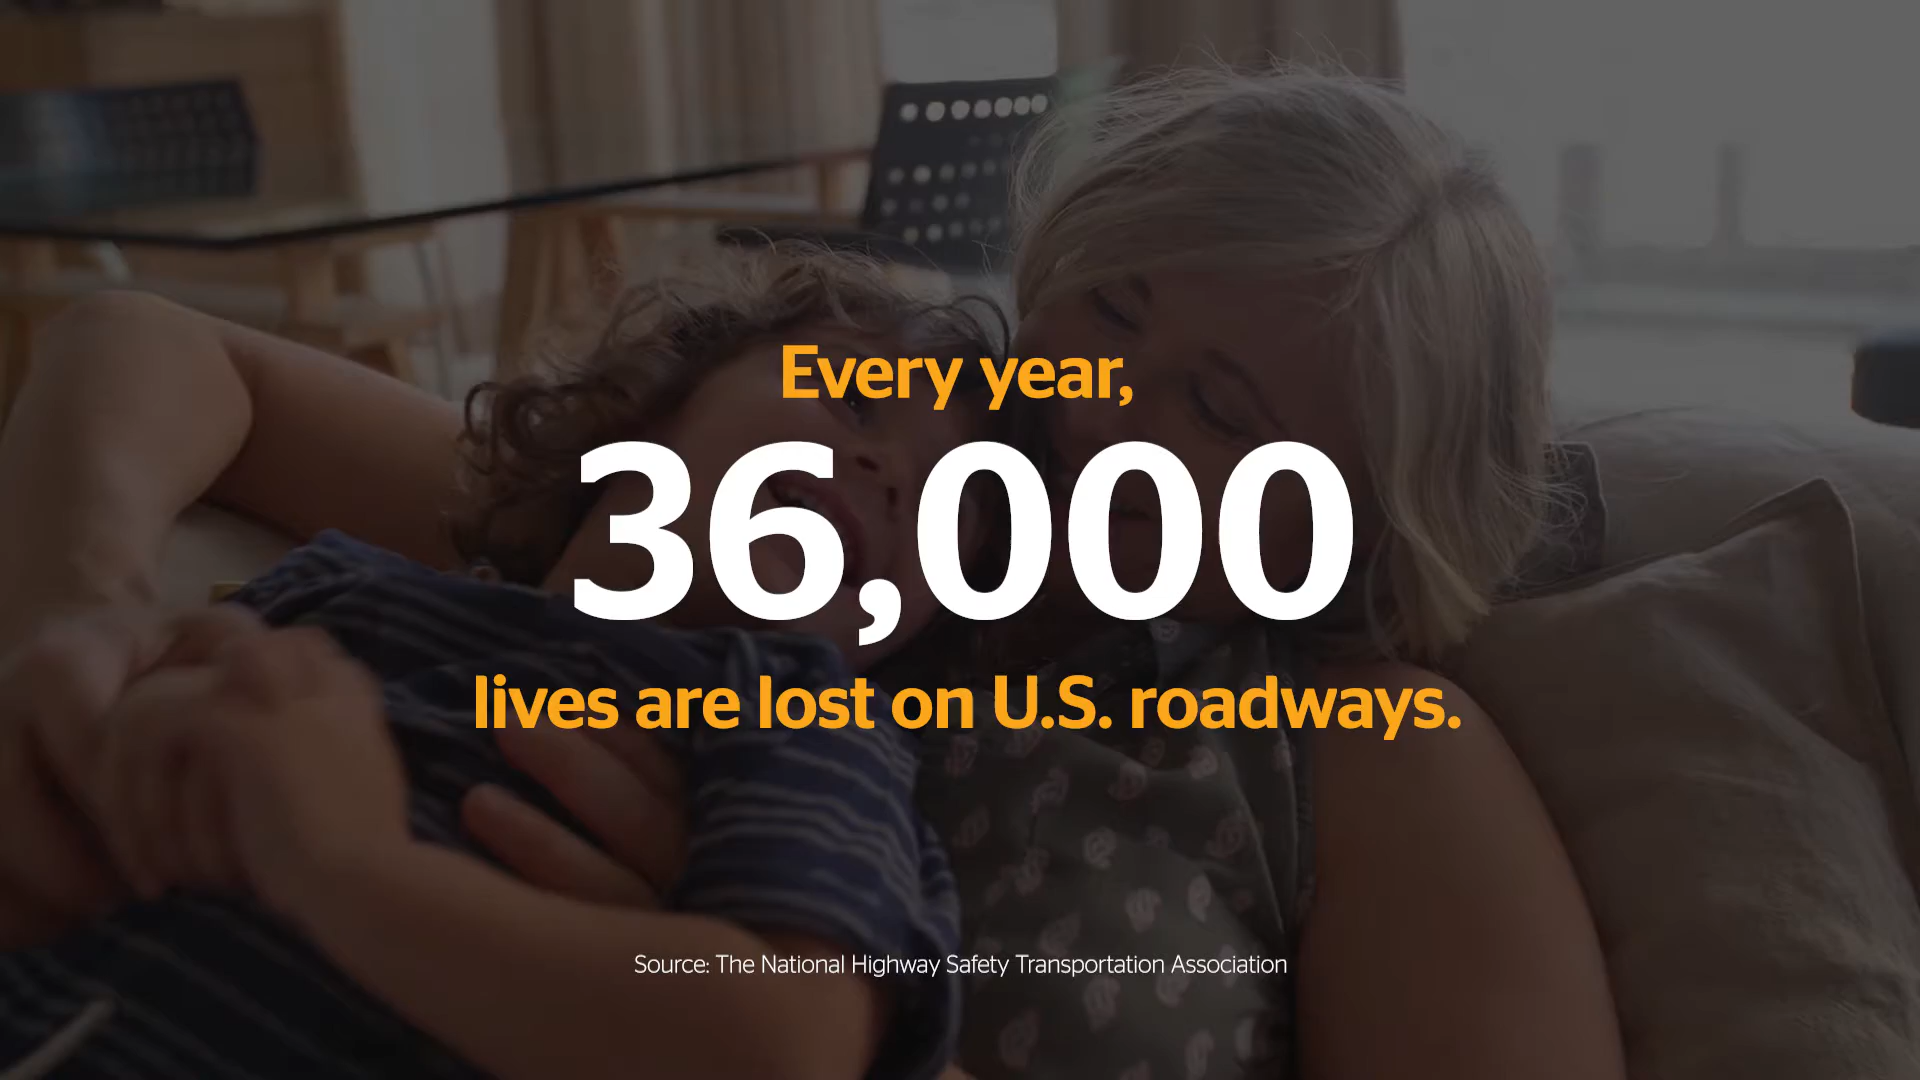 Every year,
36,000
lives are lost on U.S. roadways.
Source: The National Highway Safety Transportation Association